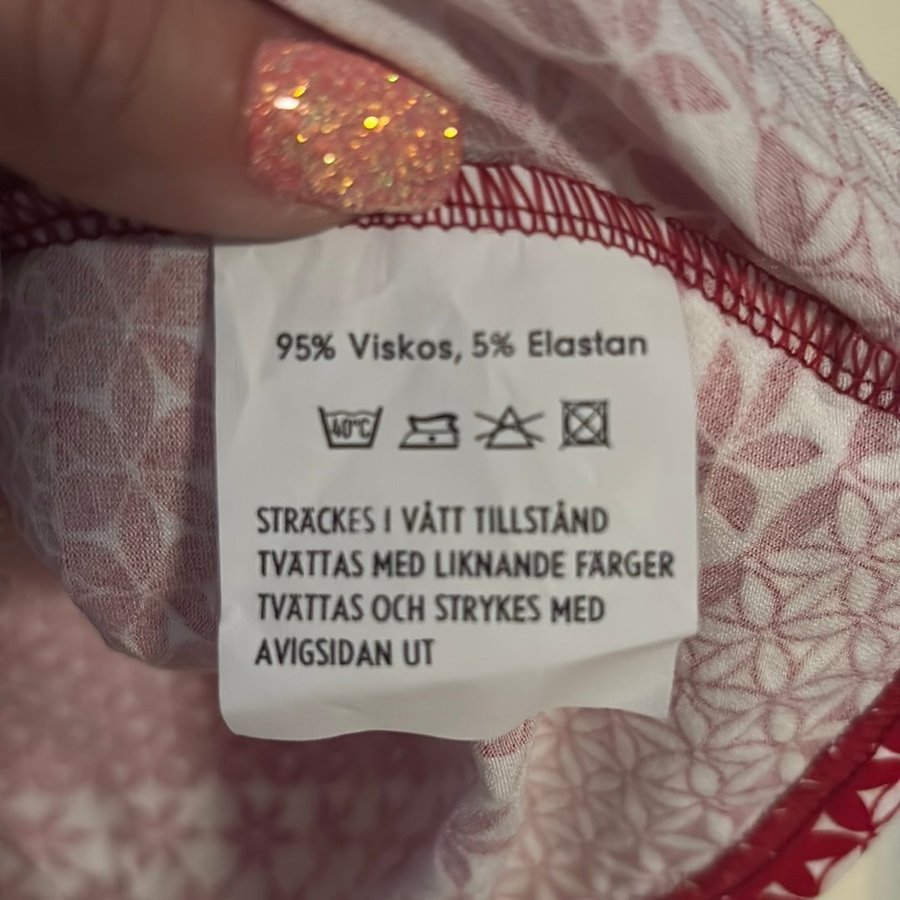 95% Viskos, 5% Elastan
40°C
STRÄCKES I VÅTT TILLSTÅND
TVÄTTAS MED LIKNANDE FÄRGER
TVÄTTAS OCH STRYKES MED
AVIGSIDAN UT